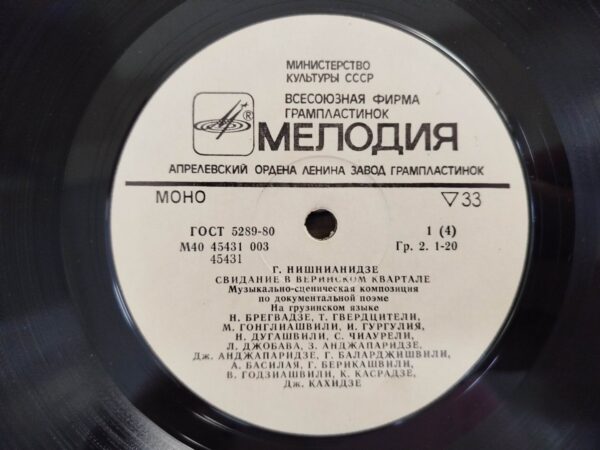 МИНИСТЕРСТВО
КУЛЬТУРЫ СССР
ВСЕСОЮЗНАЯ ФИРМА
ГРАМПЛАСТИНОК
® МЕЛОДИЯ
АПРЕЛЕВСКИЙ ОРДЕНА ЛЕНИНА ЗАВОД ГРАМПЛАСТИНОК
МОНО ▽33
ГОСТ 5289-80 1 (4)
М40 45431 003 Гр. 2. 1-20
45431
Г. НИШНИАНИДЗЕ
СВИДАНИЕ В ВЕРИНСКОМ КВАРТАЛЕ
Музыкально-сценическая композиция
по документальной поэме
На грузинском языке
Н. БРЕГВАДЗЕ, Т. ГВЕРДЦИТЕЛИ,
М. ГОНГЛИАШВИЛИ, И. ГУРГУЛИЯ,
Н. ДУГАШВИЛИ, С. ЧИАУРЕЛИ,
Л. ДЖОБАВА, З. АНДЖАПАРИДЗЕ,
Дж. АНДЖАПАРИДЗЕ, Г. БАЛАРДЖИШВИЛИ,
А. БАСИЛАЯ, Г. БЕРИКАШВИЛИ,
В. ГОДЗИАШВИЛИ, К. КАСРАДЗЕ,
Дж. КАХИДЗЕ